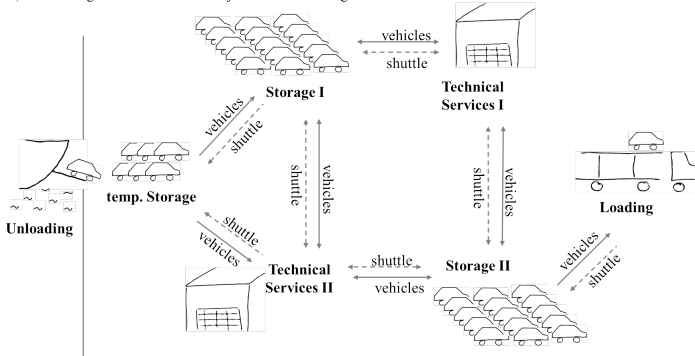 vehicles
shuttle
Storage I
Technical
Services I
vehicles
shuttle
shuttle
vehicles
shuttle
vehicles
temp. Storage
Unloading
Loading
shuttle
vehicles
Technical
Services II
shuttle
vehicles
Storage II
vehicles
shuttle